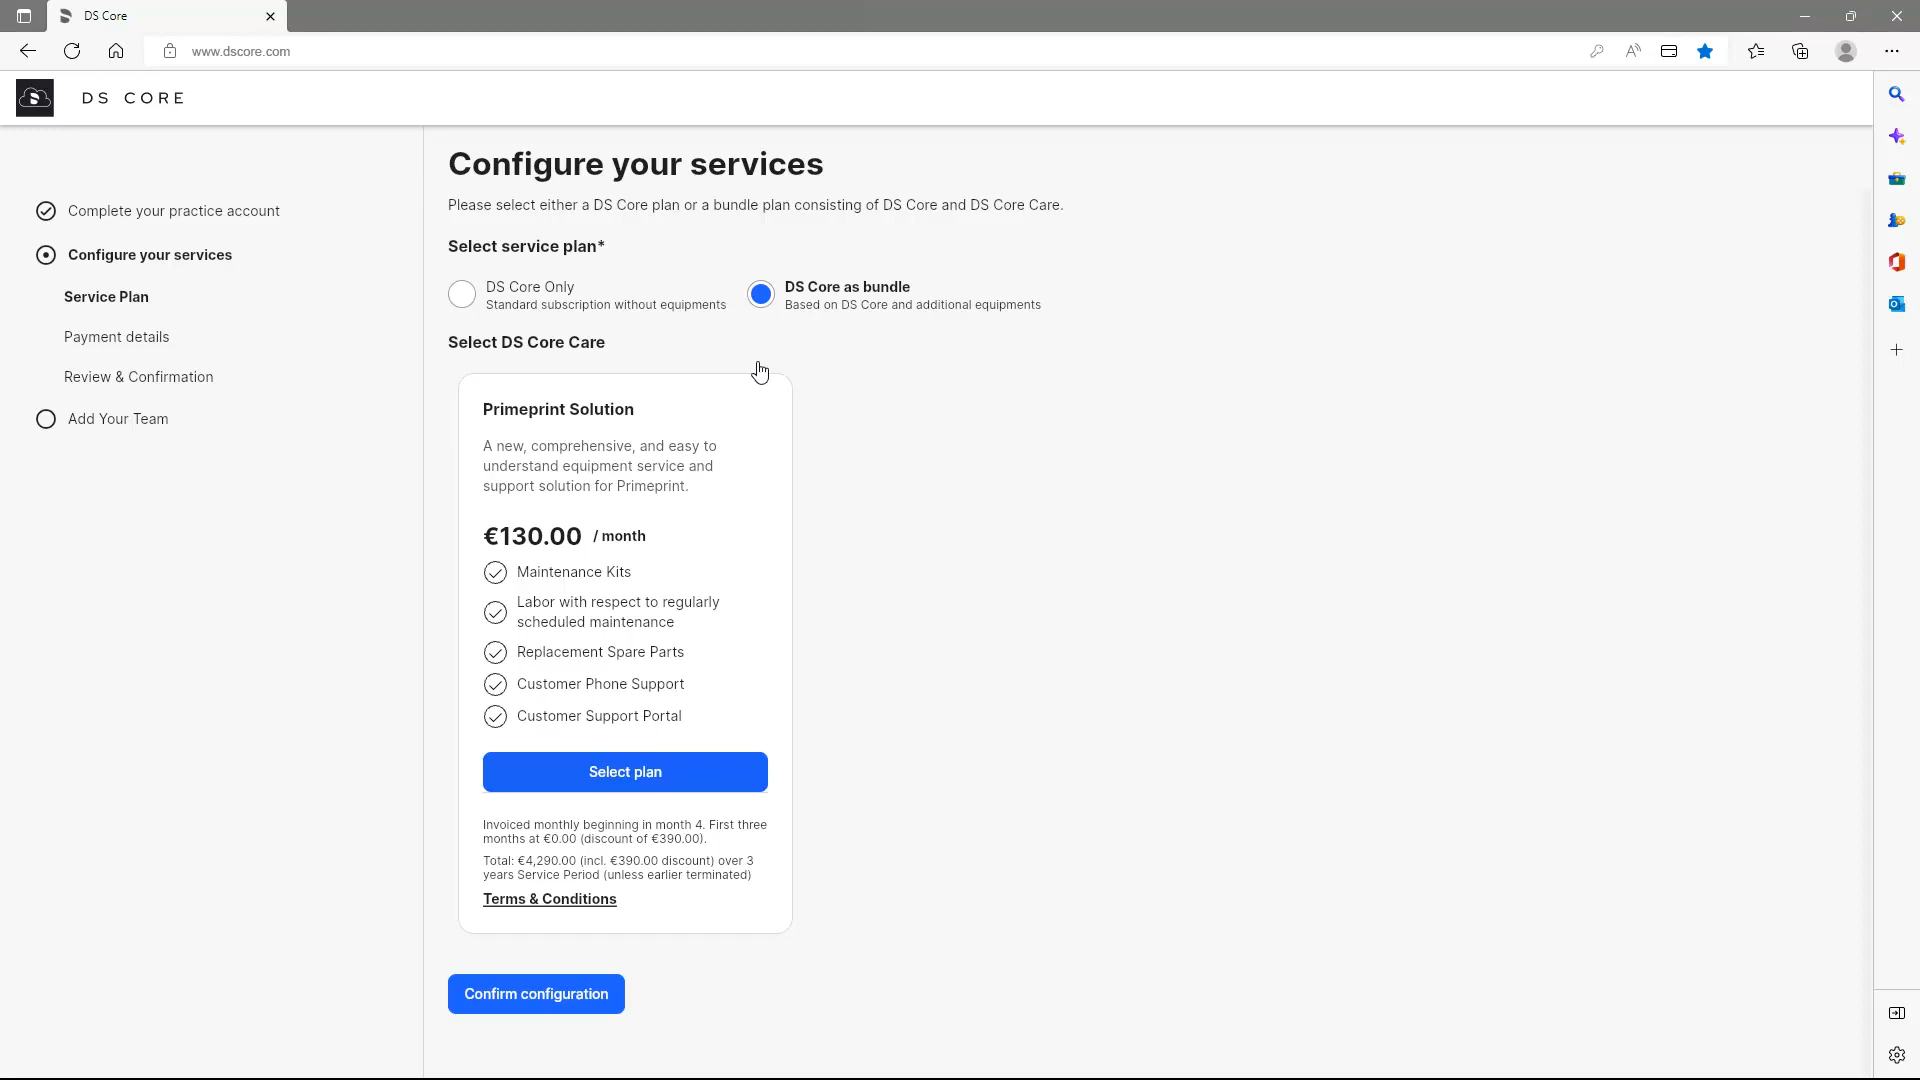 DS Core
www.dscore.com
DS CORE
Complete your practice account
Configure your services
Service Plan
Payment details
Review & Confirmation
Add Your Team
Configure your services
Please select either a DS Core plan or a bundle plan consisting of DS Core and DS Core Care.
Select service plan*
DS Core Only
Standard subscription without equipments
DS Core as bundle
Based on DS Core and additional equipments
Select DS Core Care
Primeprint Solution
A new, comprehensive, and easy to
understand equipment service and
support solution for Primeprint.
€130.00 / month
Maintenance Kits
Labor with respect to regularly
scheduled maintenance
Replacement Spare Parts
Customer Phone Support
Customer Support Portal
Select plan
Invoiced monthly beginning in month 4. First three
months at €0.00 (discount of €390.00).
Total: €4,290.00 (incl. €390.00 discount) over 3
years Service Period (unless earlier terminated)
Terms & Conditions
Confirm configuration